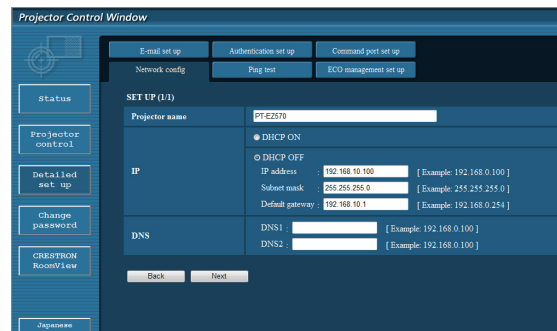 Projector Control Window
E-mail set up
Authentication set up
Command port set up
Network config
Ping test
ECO management set up
Status
Projector
control
Detailed
set up
Change
password
CRESTRON
RoomView
Japanese
SET UP (1/1)
Projector name PT-EZ570
IP
DHCP ON
DHCP OFF
IP address : 192.168.10.100 [ Example: 192.168.0.100 ]
Subnet mask : 255.255.255.0 [ Example: 255.255.255.0 ]
Default gateway : 192.168.10.1 [ Example: 192.168.0.254 ]
DNS
DNS1 : [ Example: 192.168.0.100 ]
DNS2 : [ Example: 192.168.0.100 ]
Back
Next